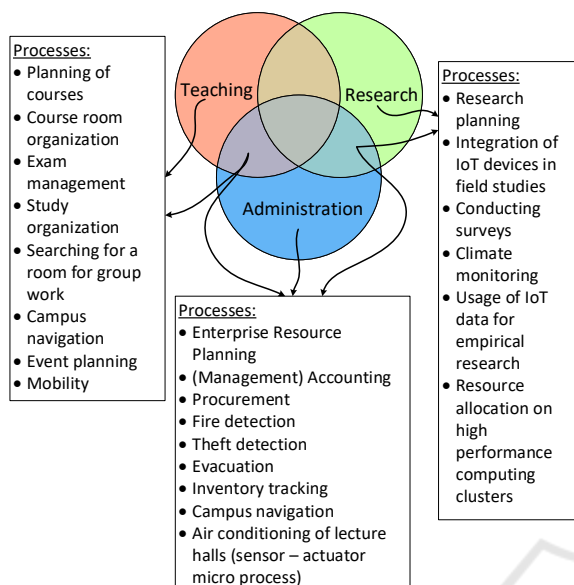 Teaching
Research
Administration
Processes:
• Planning of
courses
• Course room
organization
• Exam
management
• Study
organization
• Searching for a
room for group
work
• Campus
navigation
• Event planning
• Mobility
Processes:
• Enterprise Resource
Planning
• (Management) Accounting
• Procurement
• Fire detection
• Theft detection
• Evacuation
• Inventory tracking
• Campus navigation
• Air conditioning of lecture
halls (sensor – actuator
micro process)
Processes:
• Research
planning
• Integration of
IoT devices in
field studies
• Conducting
surveys
• Climate
monitoring
• Usage of IoT
data for
empirical
research
• Resource
allocation on
high
performance
computing
clusters